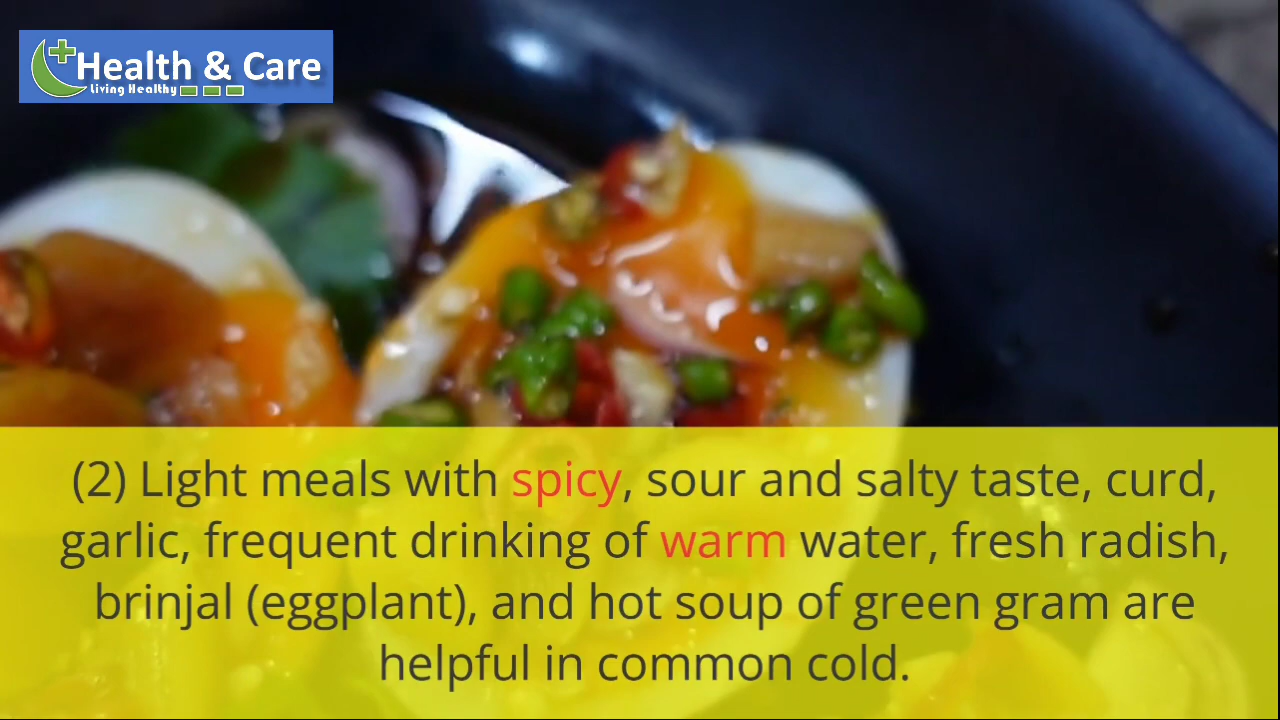 Health & Care
Living Healthy
(2) Light meals with spicy, sour and salty taste, curd,
garlic, frequent drinking of warm water, fresh radish,
brinjal (eggplant), and hot soup of green gram are
helpful in common cold.